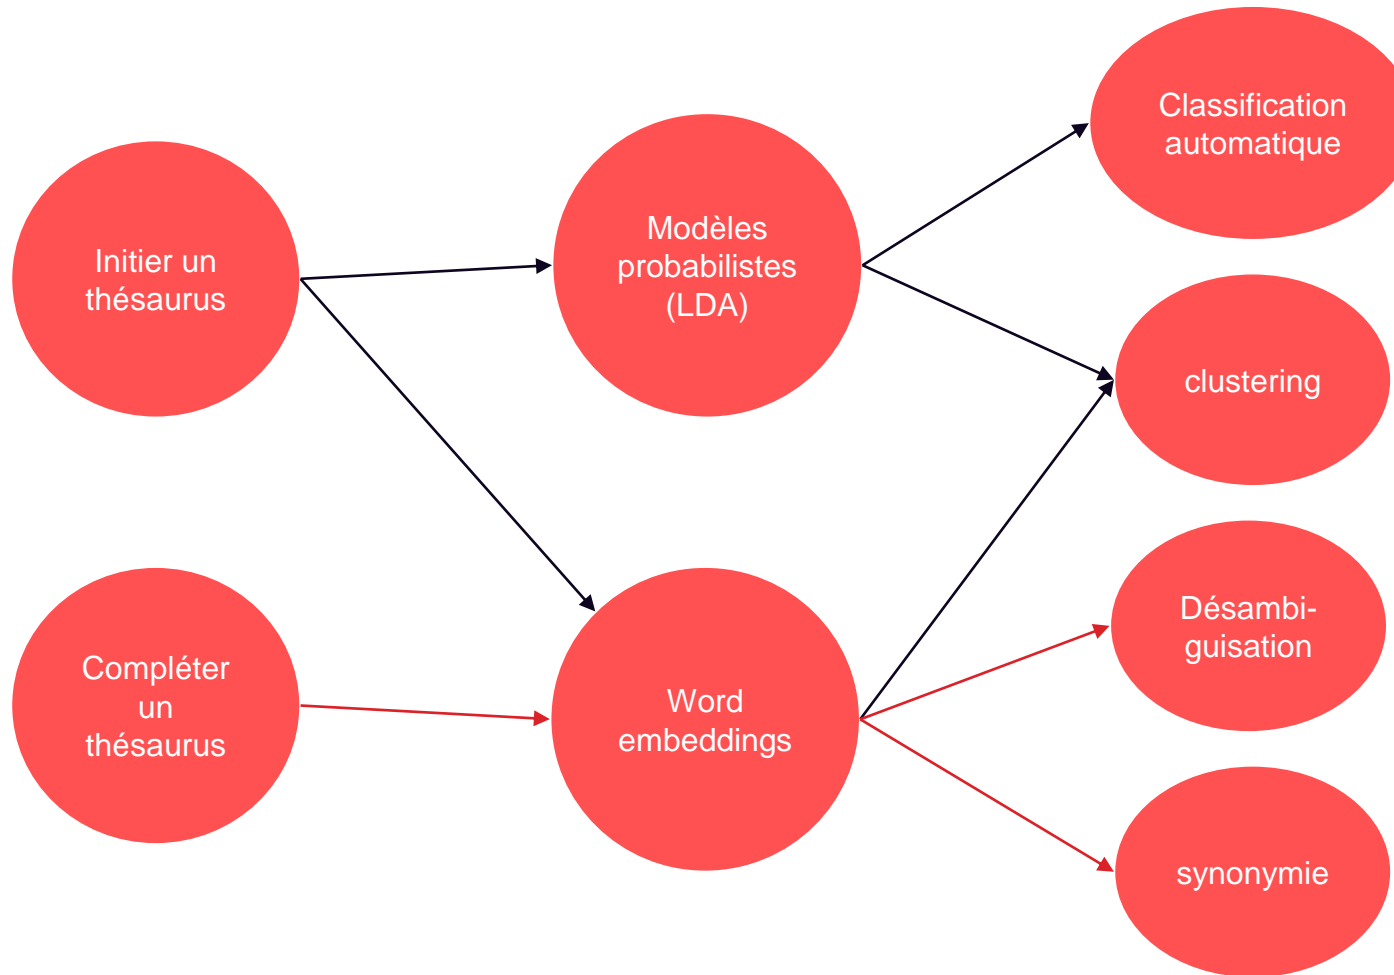 Initier un
thésaurus
Compléter
un
thésaurus
Modèles
probabilistes
(LDA)
Word
embeddings
Classification
automatique
clustering
Désambi-
guisation
synonymie